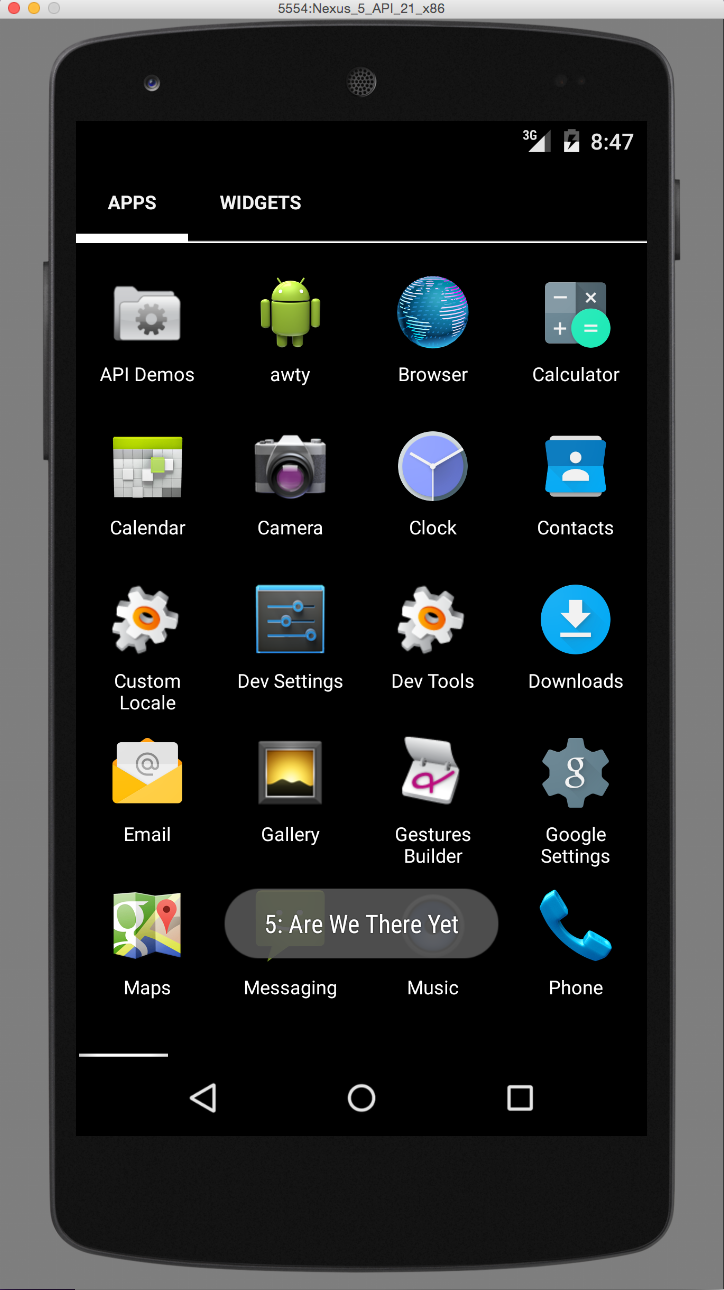 5554:Nexus_5_API_21_x86
3G 8:47
APPS WIDGETS
API Demos awty Browser Calculator
Calendar Camera Clock Contacts
Custom Locale Dev Settings Dev Tools Downloads
Email Gallery Gestures Builder Google Settings
5: Are We There Yet
Maps Messaging Music Phone